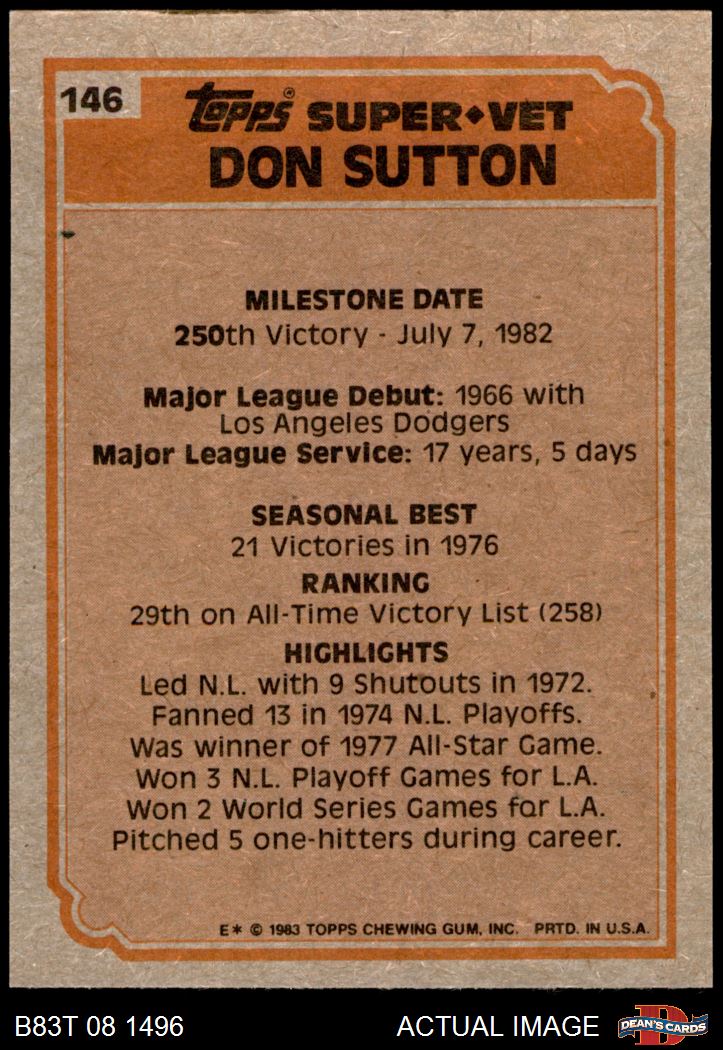 146
Topps® SUPER◆VET
DON SUTTON
MILESTONE DATE
250th Victory - July 7, 1982
Major League Debut: 1966 with
Los Angeles Dodgers
Major League Service: 17 years, 5 days
SEASONAL BEST
21 Victories in 1976
RANKING
29th on All-Time Victory List (258)
HIGHLIGHTS
Led N.L. with 9 Shutouts in 1972.
Fanned 13 in 1974 N.L. Playoffs.
Was winner of 1977 All-Star Game.
Won 3 N.L. Playoff Games for L.A.
Won 2 World Series Games for L.A.
Pitched 5 one-hitters during career.
E* © 1983 TOPPS CHEWING GUM, INC. PRTD. IN U.S.A.
B83T 08 1496 ACTUAL IMAGE D DEAN'S CARDS